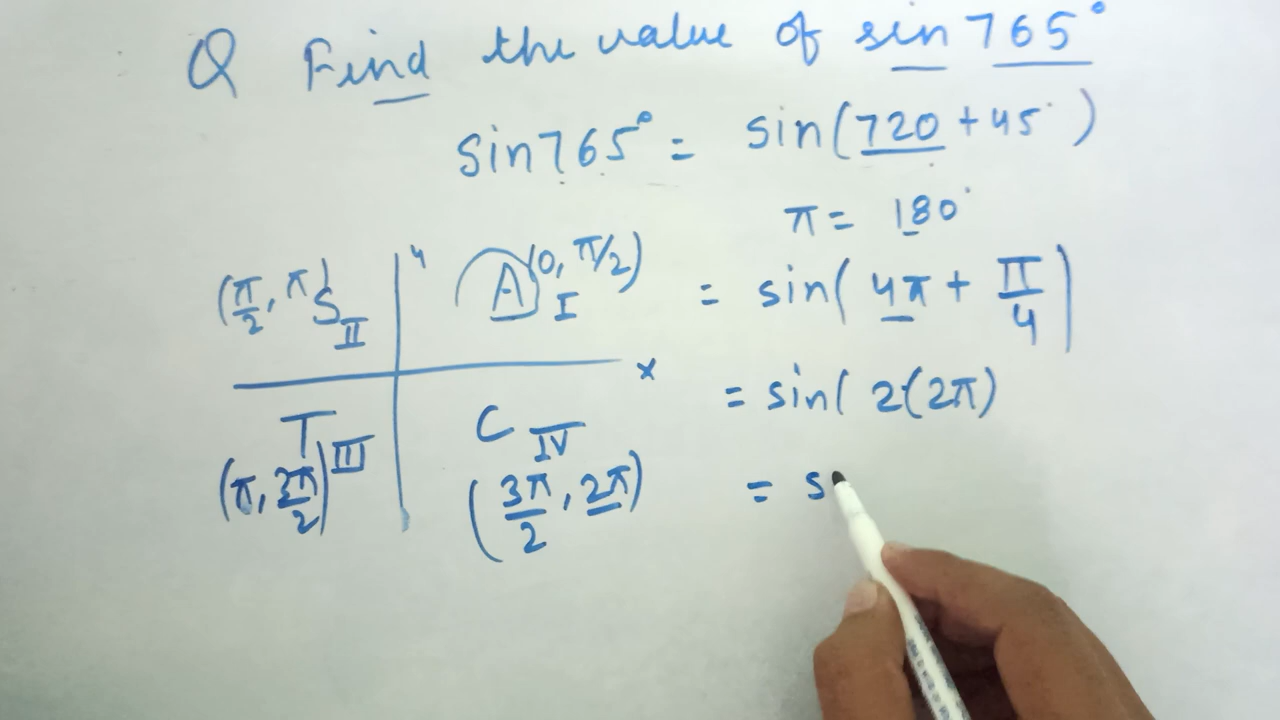 Q Find the value of sin 765°
sin 765° = sin(720 + 45°)
π = 180°
= sin(4π + π/4)
= sin(2(2π)
= s
(π/2, π) S II
A I (0, π/2)
x
T III (π, 3π/2)
C IV (3π/2, 2π)